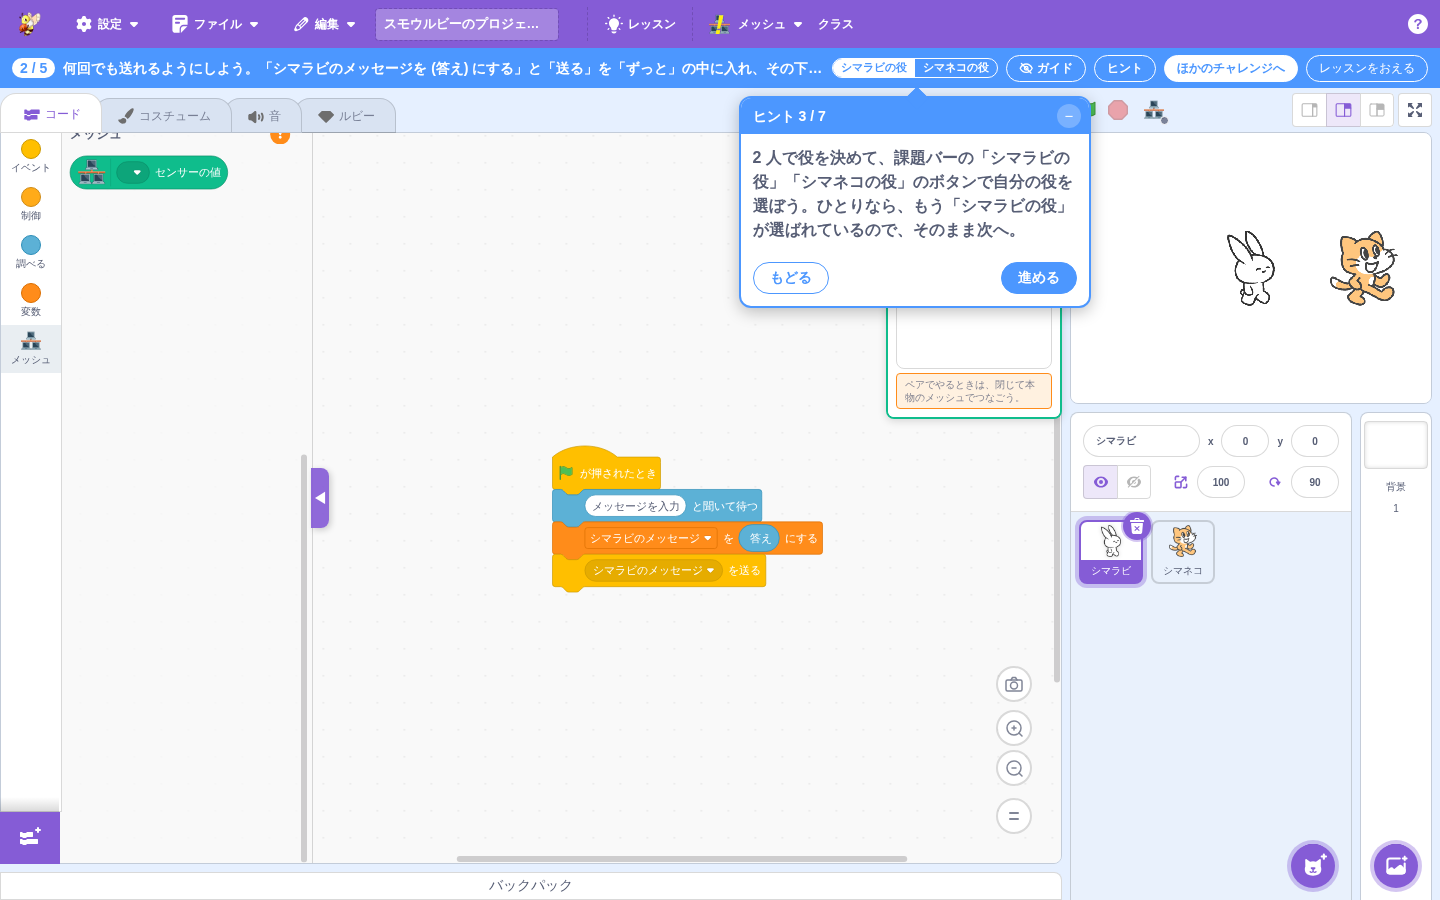 設定
ファイル
編集
スモウルビーのプロジェ…
レッスン
メッシュ
クラス
2 / 5
何回でも送れるようにしよう。「シマラビのメッセージを (答え) にする」と「送る」を「ずっと」の中に入れ、その下…
シマラビの役
シマネコの役
ガイド
ヒント
ほかのチャレンジへ
レッスンをおえる
コード
コスチューム
音
ルビー
イベント
制御
調べる
変数
メッシュ
メッシュ
センサーの値
ヒント 3 / 7
2 人で役を決めて、課題バーの「シマラビの
役」「シマネコの役」のボタンで自分の役を
選ぼう。ひとりなら、もう「シマラビの役」
が選ばれているので、そのまま次へ。
もどる
進める
ペアでやるときは、閉じて本
物のメッシュでつなごう。
が押されたとき
メッセージを入力 と聞いて待つ
シマラビのメッセージ を 答え にする
シマラビのメッセージ を送る
シマラビ
x
0
y
0
100
90
シマラビ
シマネコ
背景
1
バックパック